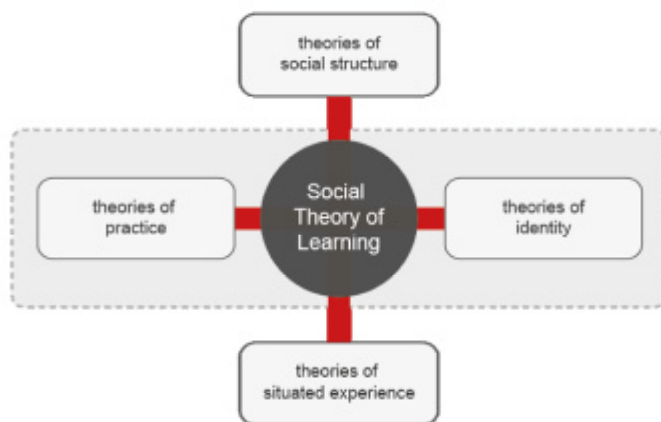 theories of
social structure
theories of
practice
Social
Theory of
Learning
theories of
identity
theories of
situated experience